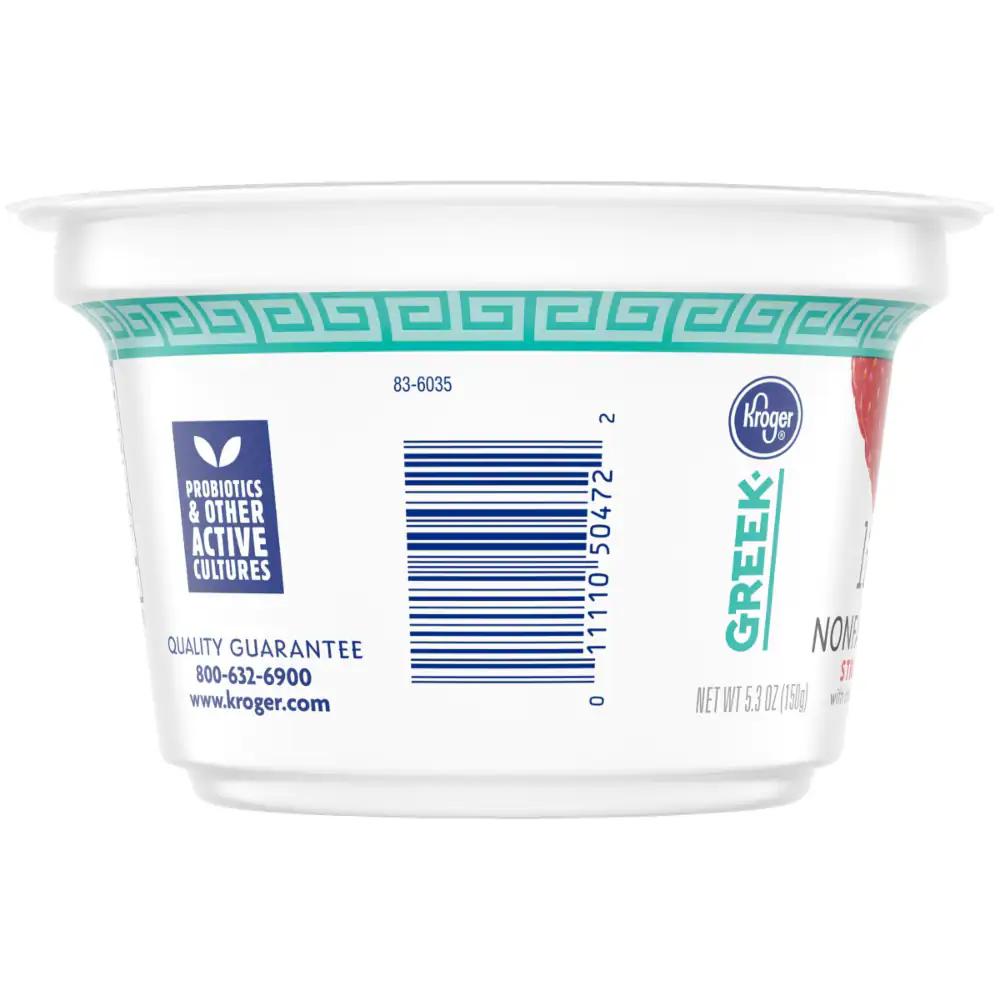 83-6035
PROBIOTICS
& OTHER
ACTIVE
CULTURES
QUALITY GUARANTEE
800-632-6900
www.kroger.com
0 11110 50472 2
Kroger®
GREEK
NET WT 5.3 OZ (150g)